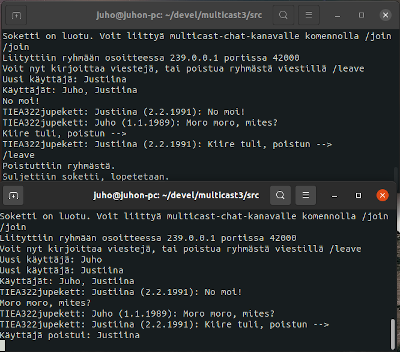 juho@juhon-pc: ~/devel/multicast3/src
Soketti on luotu. Voit liittyä multicast-chat-kanavalle komennolla /join
/join
Liityttiin ryhmään osoitteessa 239.0.0.1 portissa 42000
Voit nyt kirjoittaa viestejä, tai poistua ryhmästä viestillä /leave
Uusi käyttäjä: Justiina
Käyttäjät: Juho, Justiina
No moi!
TIEA322jupekett: Justiina (2.2.1991): No moi!
TIEA322jupekett: Juho (1.1.1989): Moro moro, mites?
Kiire tuli, poistun -->
TIEA322jupekett: Justiina (2.2.1991): Kiire tuli, poistun -->
/leave
Poistuttiin ryhmästä.
Suljettiin soketti, lopetetaan.
juho@juhon-pc: ~/devel/multicast3/src
Soketti on luotu. Voit liittyä multicast-chat-kanavalle komennolla /join
/join
Liityttiin ryhmään osoitteessa 239.0.0.1 portissa 42000
Voit nyt kirjoittaa viestejä, tai poistua ryhmästä viestillä /leave
Uusi käyttäjä: Juho
Uusi käyttäjä: Justiina
Käyttäjät: Juho, Justiina
TIEA322jupekett: Justiina (2.2.1991): No moi!
Moro moro, mites?
TIEA322jupekett: Juho (1.1.1989): Moro moro, mites?
TIEA322jupekett: Justiina (2.2.1991): Kiire tuli, poistun -->
Käyttäjä poistui: Justiina